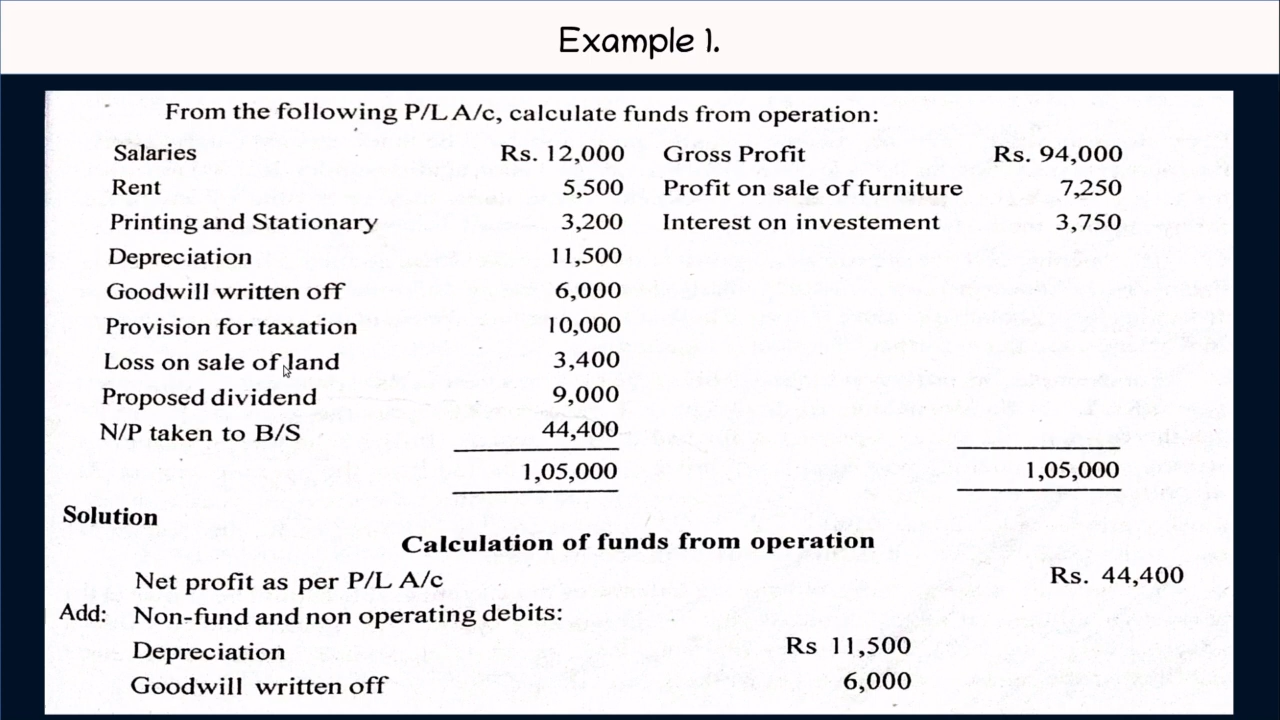 Example 1.
From the following P/L A/c, calculate funds from operation:
Salaries Rs. 12,000 Gross Profit Rs. 94,000
Rent 5,500 Profit on sale of furniture 7,250
Printing and Stationary 3,200 Interest on investement 3,750
Depreciation 11,500
Goodwill written off 6,000
Provision for taxation 10,000
Loss on sale of land 3,400
Proposed dividend 9,000
N/P taken to B/S 44,400
1,05,000 1,05,000
Solution
Calculation of funds from operation
Net profit as per P/L A/c Rs. 44,400
Add: Non-fund and non operating debits:
Depreciation Rs 11,500
Goodwill written off 6,000